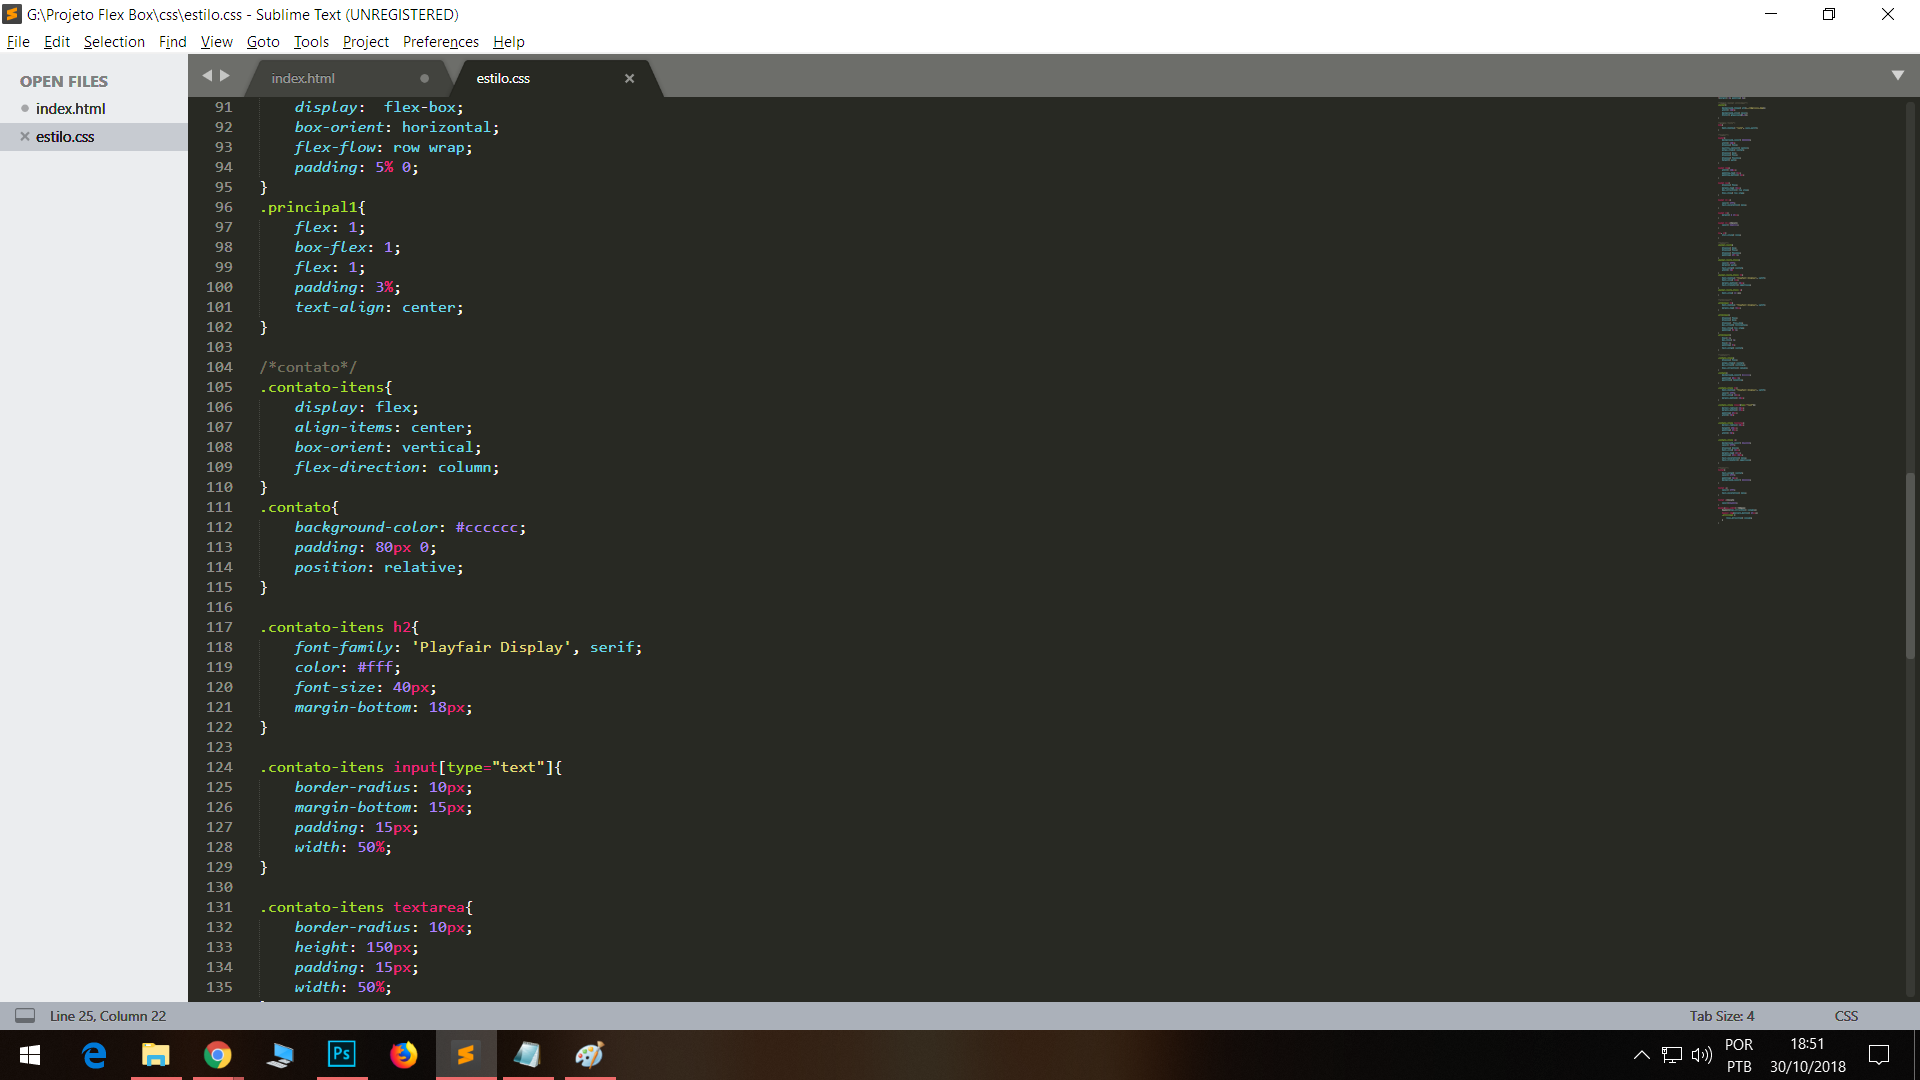 G:\Projeto Flex Box\css\estilo.css - Sublime Text (UNREGISTERED)
File Edit Selection Find View Goto Tools Project Preferences Help
OPEN FILES
index.html
estilo.css
index.html
estilo.css
91 display:  flex-box;
92 box-orient: horizontal;
93 flex-flow: row wrap;
94 padding: 5% 0;
95 }
96 .principal1{
97 flex: 1;
98 box-flex: 1;
99 flex: 1;
100 padding: 3%;
101 text-align: center;
102 }
103
104 /*contato*/
105 .contato-itens{
106 display: flex;
107 align-items: center;
108 box-orient: vertical;
109 flex-direction: column;
110 }
111 .contato{
112 background-color: #cccccc;
113 padding: 80px 0;
114 position: relative;
115 }
116
117 .contato-itens h2{
118 font-family: 'Playfair Display', serif;
119 color: #fff;
120 font-size: 40px;
121 margin-bottom: 18px;
122 }
123
124 .contato-itens input[type="text"]{
125 border-radius: 10px;
126 margin-bottom: 15px;
127 padding: 15px;
128 width: 50%;
129 }
130
131 .contato-itens textarea{
132 border-radius: 10px;
133 height: 150px;
134 padding: 15px;
135 width: 50%;
Line 25, Column 22
Tab Size: 4
CSS
Ps
POR
PTB
18:51
30/10/2018